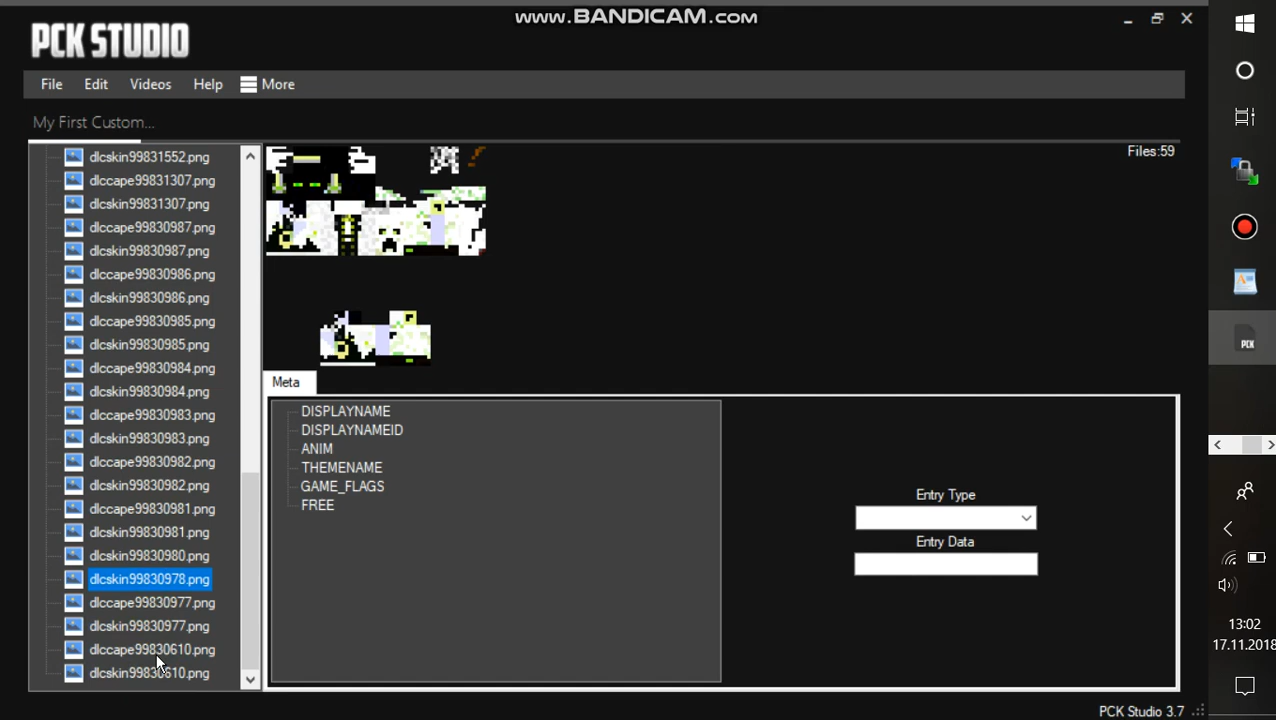 www.BANDICAM.com
PCK STUDIO
File Edit Videos Help More
My First Custom...
Files:59
dlcskin99831552.png
dlccape99831307.png
dlcskin99831307.png
dlccape99830987.png
dlcskin99830987.png
dlccape99830986.png
dlcskin99830986.png
dlccape99830985.png
dlcskin99830985.png
dlccape99830984.png
dlcskin99830984.png
dlccape99830983.png
dlcskin99830983.png
dlccape99830982.png
dlcskin99830982.png
dlccape99830981.png
dlcskin99830981.png
dlcskin99830980.png
dlcskin99830978.png
dlccape99830977.png
dlcskin99830977.png
dlccape99830610.png
dlcskin99830610.png
Meta
DISPLAYNAME
DISPLAYNAMEID
ANIM
THEMENAME
GAME_FLAGS
FREE
Entry Type
Entry Data
PCK Studio 3.7
PCK
13:02
17.11.2018